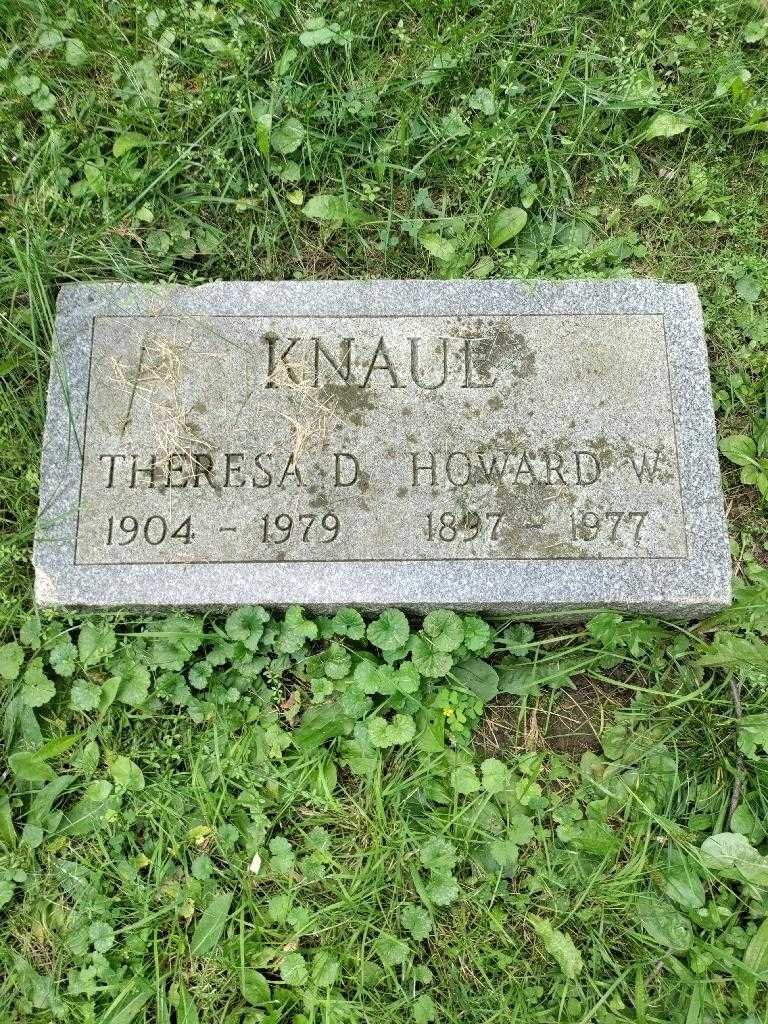 KNAUL
THERESA D HOWARD W
1904 - 1979 1897 - 1977